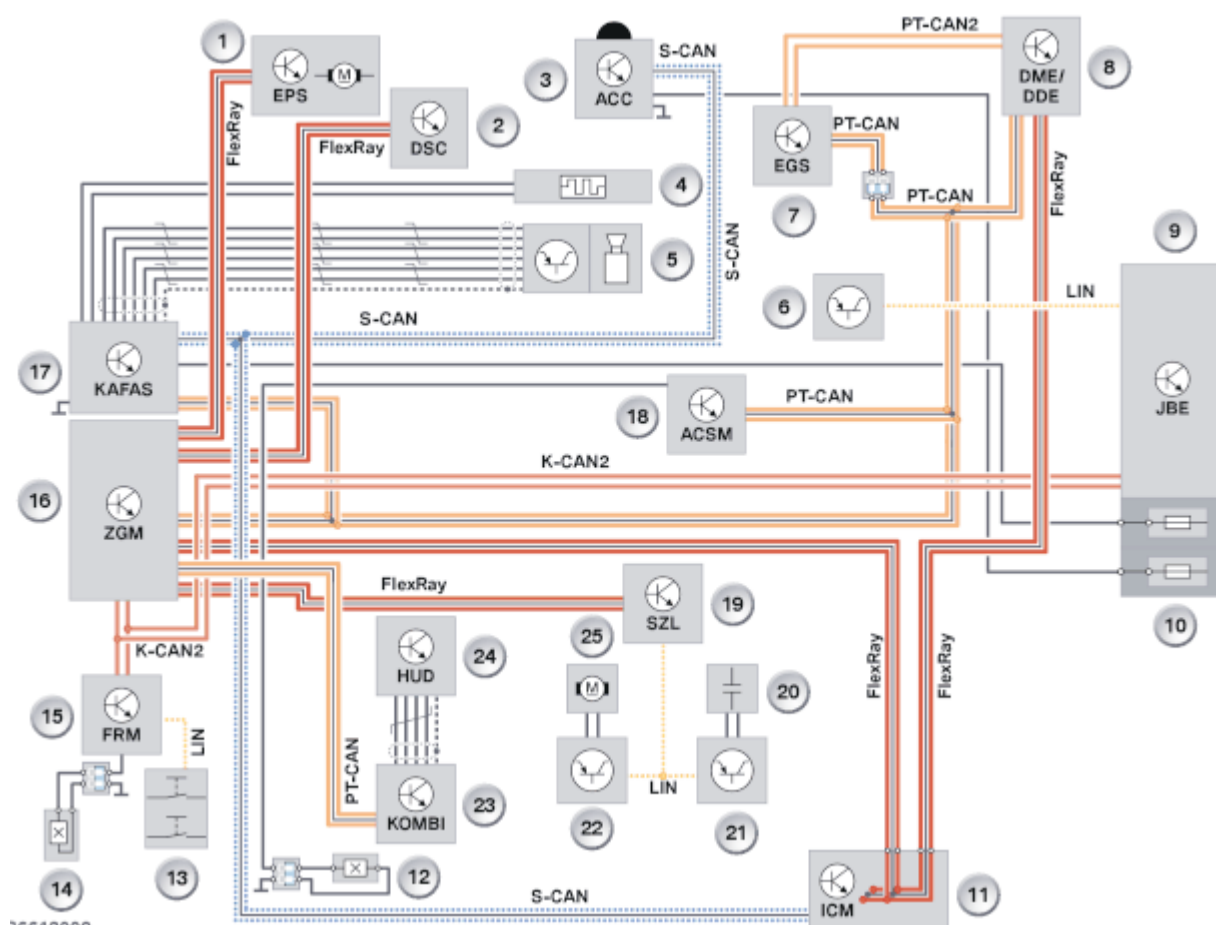 PT-CAN2
1
EPS
M
3
S-CAN
ACC
DME/
DDE
8
2
DSC
FlexRay
FlexRay
PT-CAN
EGS
7
PT-CAN
FlexRay
4
5
S-CAN
9
6
LIN
S-CAN
17
KAFAS
18
ACSM
PT-CAN
JBE
K-CAN2
16
ZGM
FlexRay
SZL
19
10
K-CAN2
24
HUD
25
M
20
FlexRay
FlexRay
15
FRM
LIN
PT-CAN
23
KOMBI
LIN
22
21
14
13
12
S-CAN
ICM
11